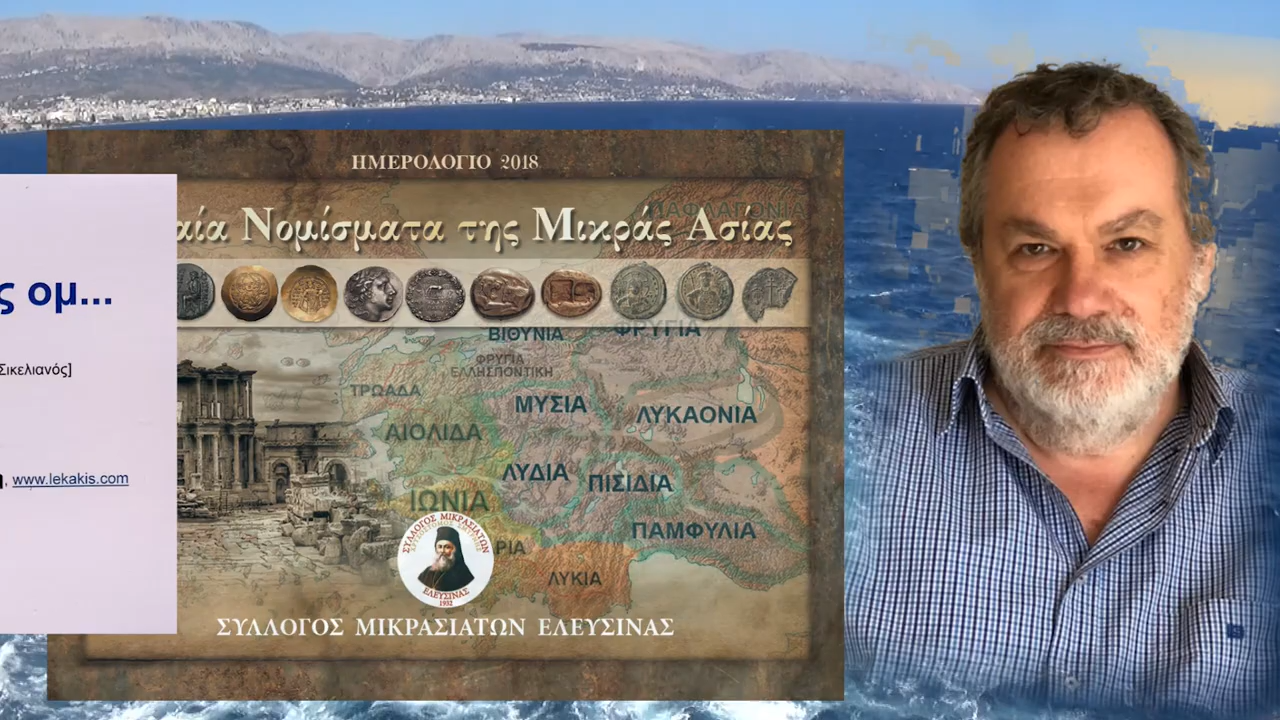 ΗΜΕΡΟΛΟΓΙΟ 2018
αία Νομίσματα της Μικράς Ασίας
ΠΑΦΛΑΓΟΝΙΑ
ς ομ...
Σικελιανός]
www.lekakis.com
ΒΙΘΥΝΙΑ
ΦΡΥΓΙΑ
ΦΡΥΓΙΑ
ΕΛΛΗΣΠΟΝΤΙΚΗ
ΤΡΩΑΔΑ
ΜΥΣΙΑ
ΛΥΚΑΟΝΙΑ
ΑΙΟΛΙΔΑ
ΛΥΔΙΑ
ΠΙΣΙΔΙΑ
ΙΩΝΙΑ
ΠΑΜΦΥΛΙΑ
ΡΙΑ
ΛΥΚΙΑ
ΣΥΛΛΟΓΟΣ ΜΙΚΡΑΣΙΑΤΩΝ
ΕΛΕΥΣΙΝΑΣ
1932
ΣΥΛΛΟΓΟΣ ΜΙΚΡΑΣΙΑΤΩΝ ΕΛΕΥΣΙΝΑΣ